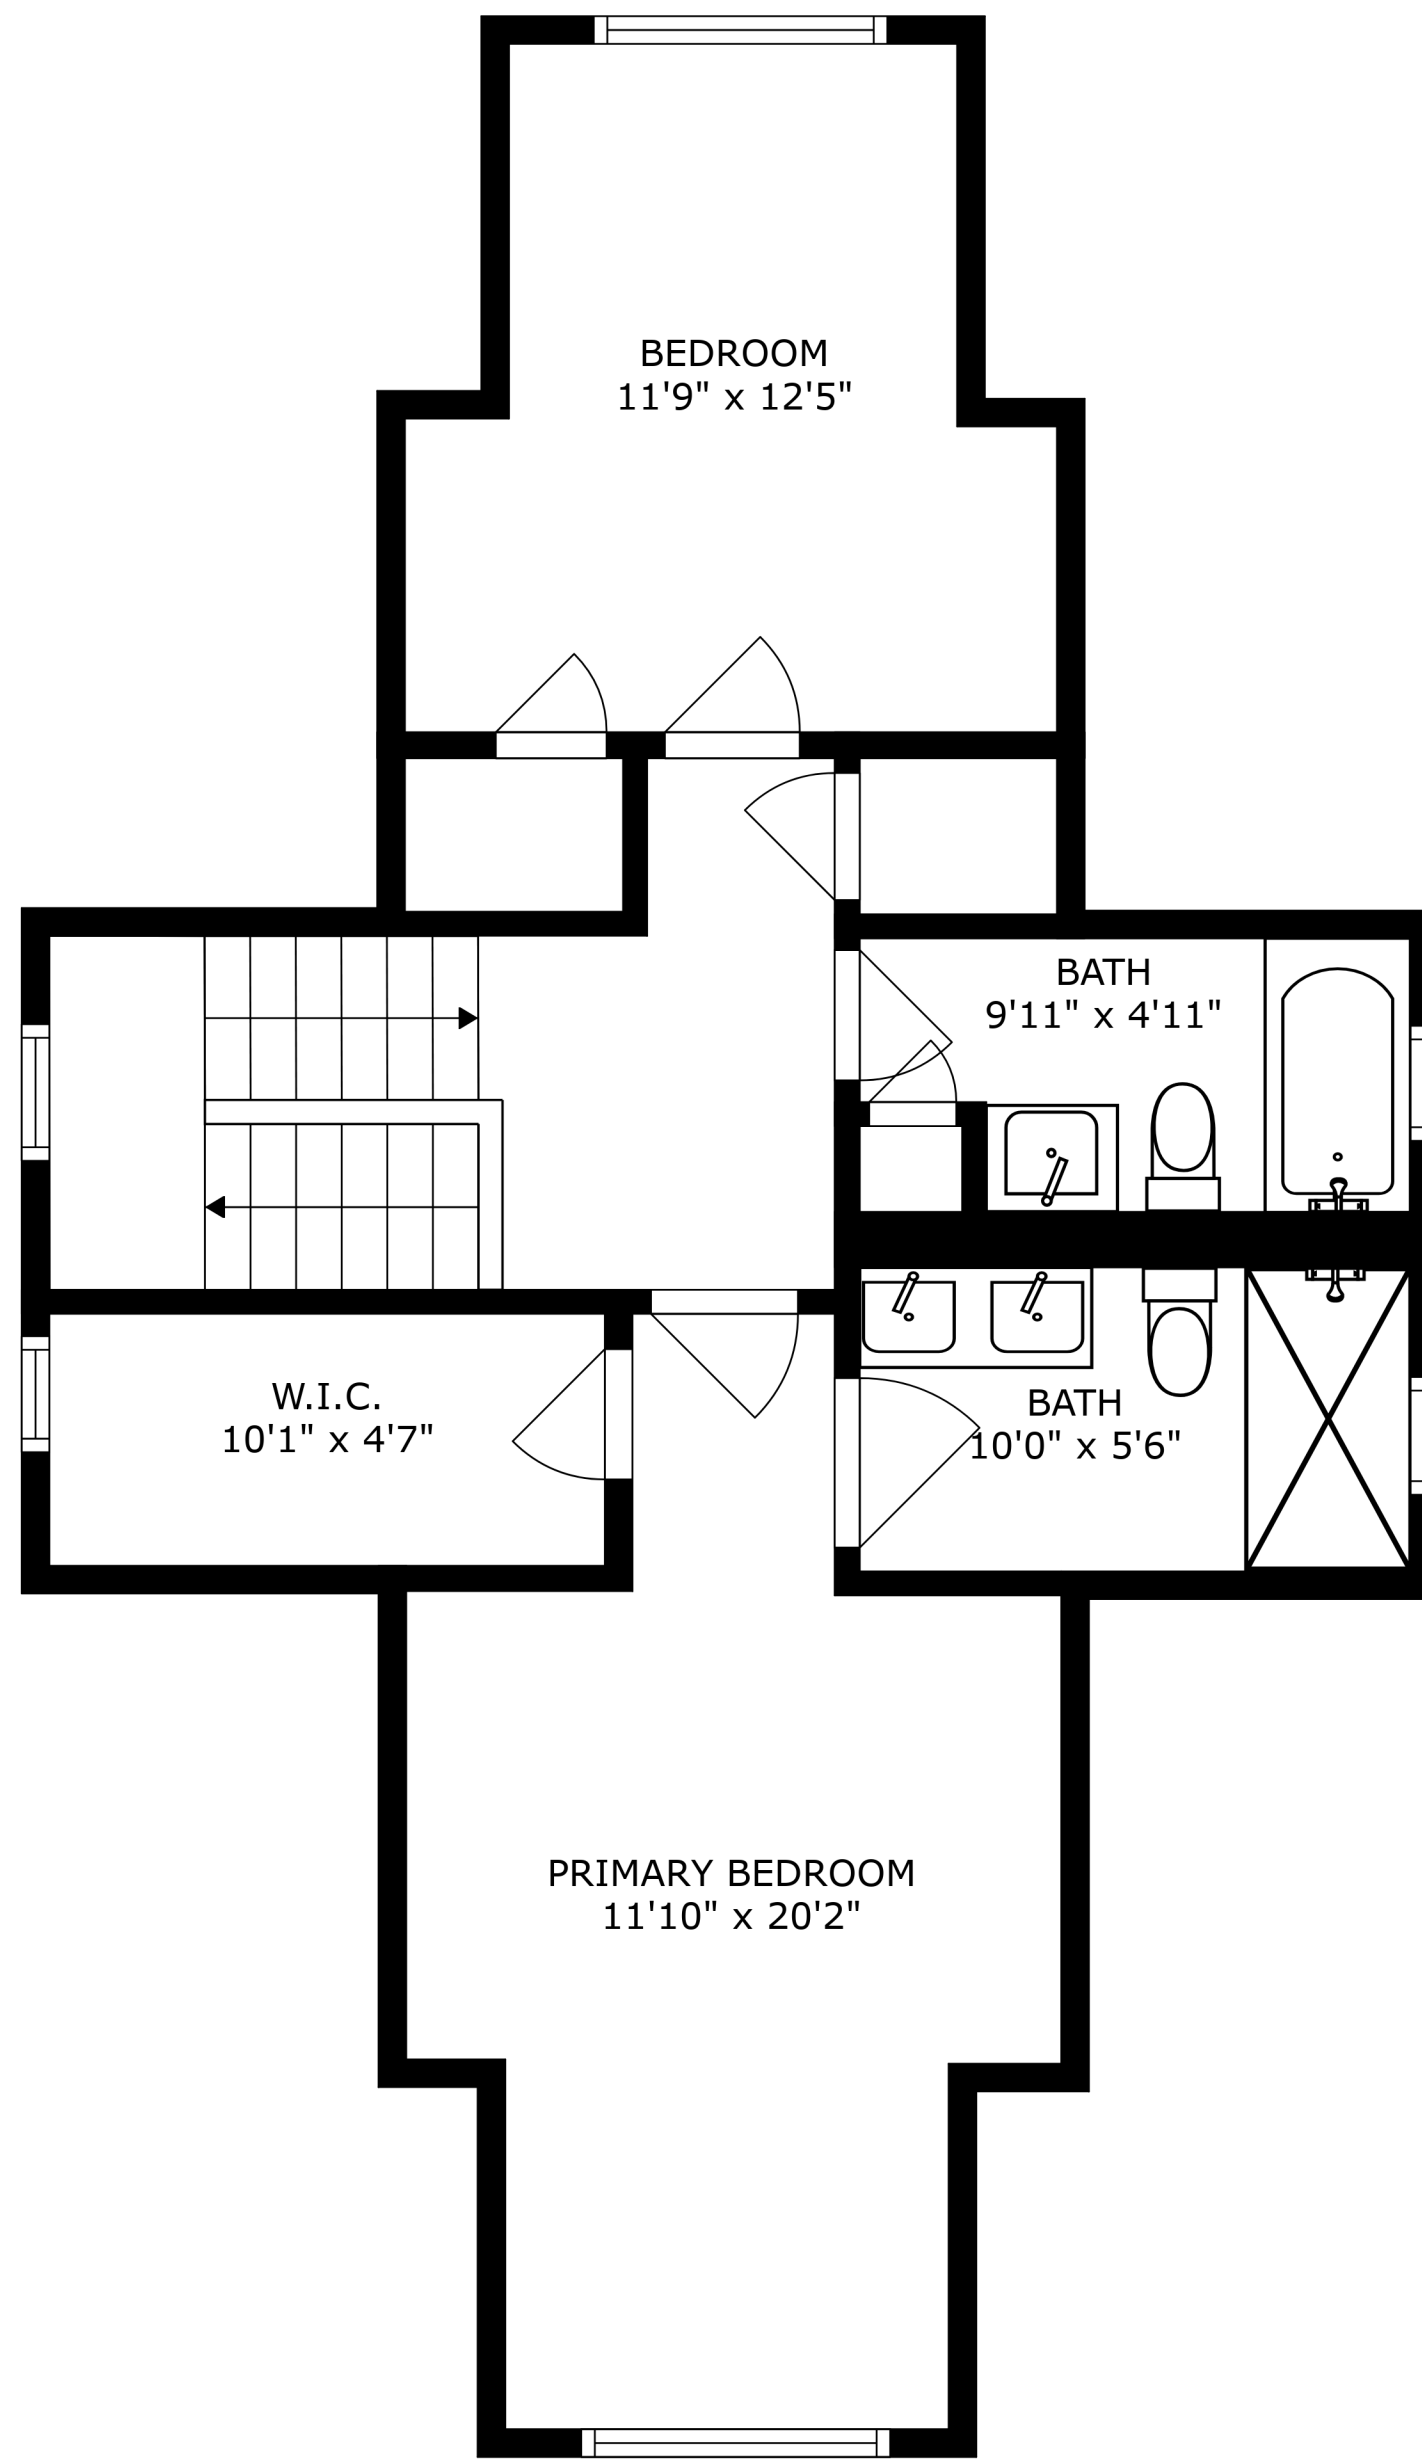 BEDROOM
11'9" x 12'5"
BATH
9'11" x 4'11"
W.I.C.
10'1" x 4'7"
BATH
10'0" x 5'6"
PRIMARY BEDROOM
11'10" x 20'2"